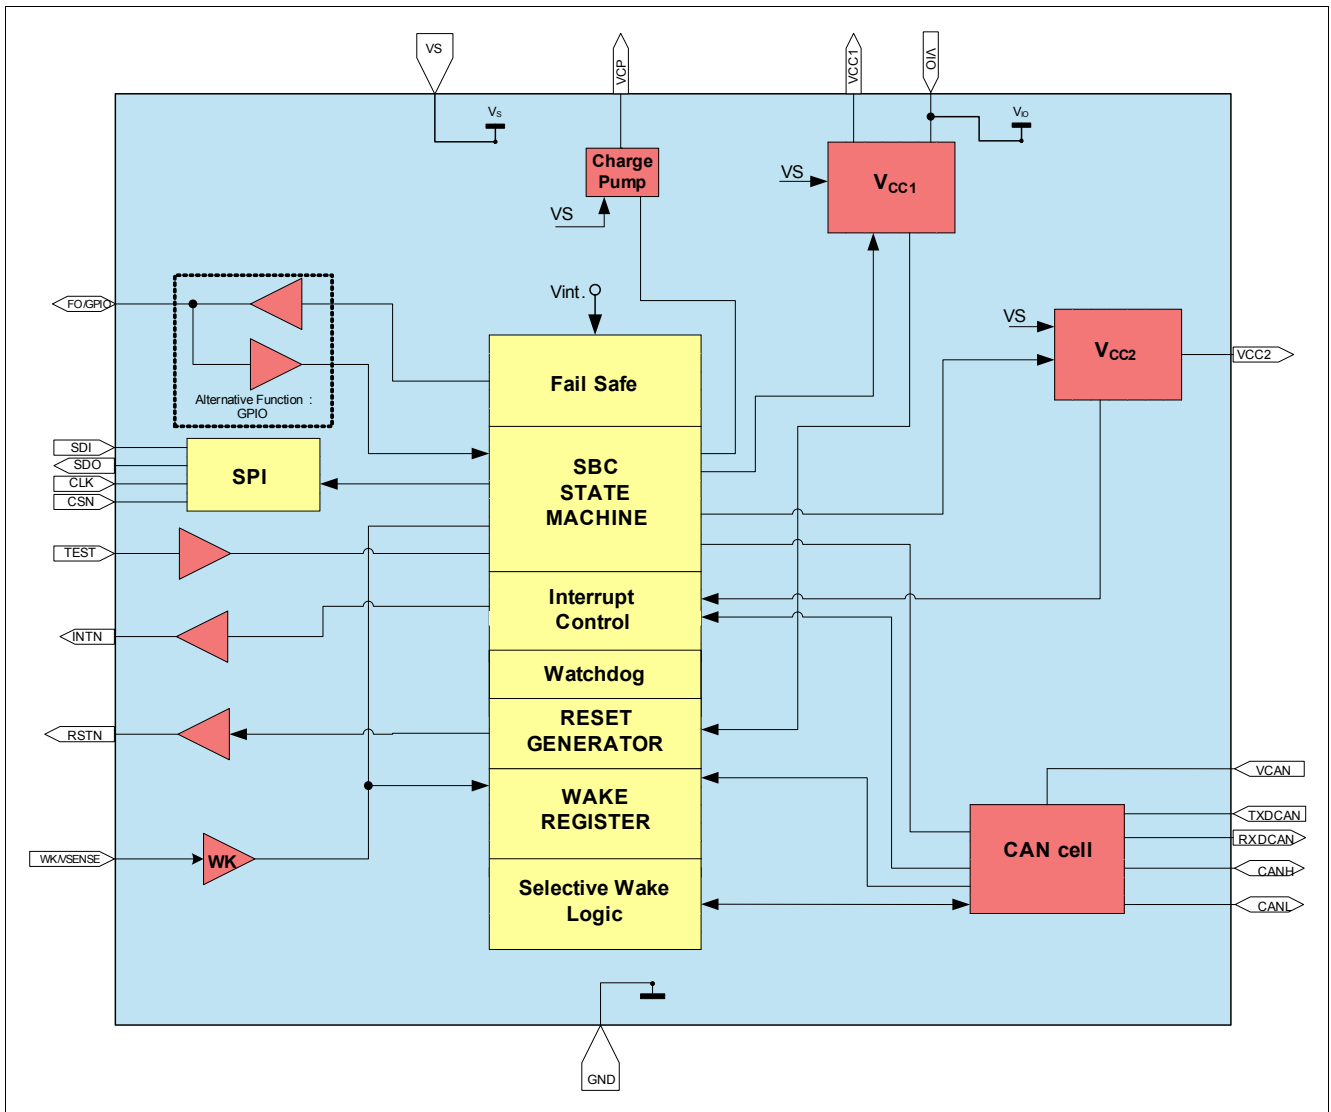 VS
VCP
VCC1
VIO
VS
VIO
Charge
Pump
VS
VS
VCC1
FO/GPIO
Vint.
VS
VCC2
VCC2
Alternative Function :
GPIO
Fail Safe
SDI
SDO
CLK
CSN
SPI
SBC
STATE
MACHINE
TEST
Interrupt
Control
INTN
Watchdog
RSTN
RESET
GENERATOR
VCAN
WAKE
REGISTER
TXDCAN
RXDCAN
CAN cell
WK/VSENSE
WK
CANH
Selective Wake
Logic
CANL
GND